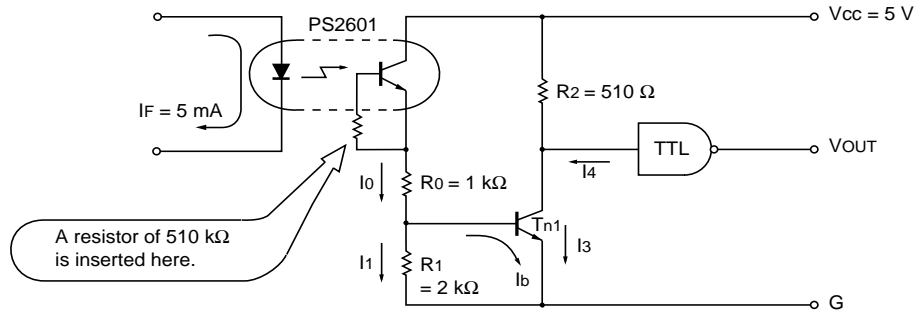 PS2601
VCC = 5 V
IF = 5 mA
R2 = 510 Ω
TTL
VOUT
I4
I0
R0 = 1 kΩ
Tn1
A resistor of 510 kΩ
is inserted here.
I1
R1
= 2 kΩ
Ib
I3
G